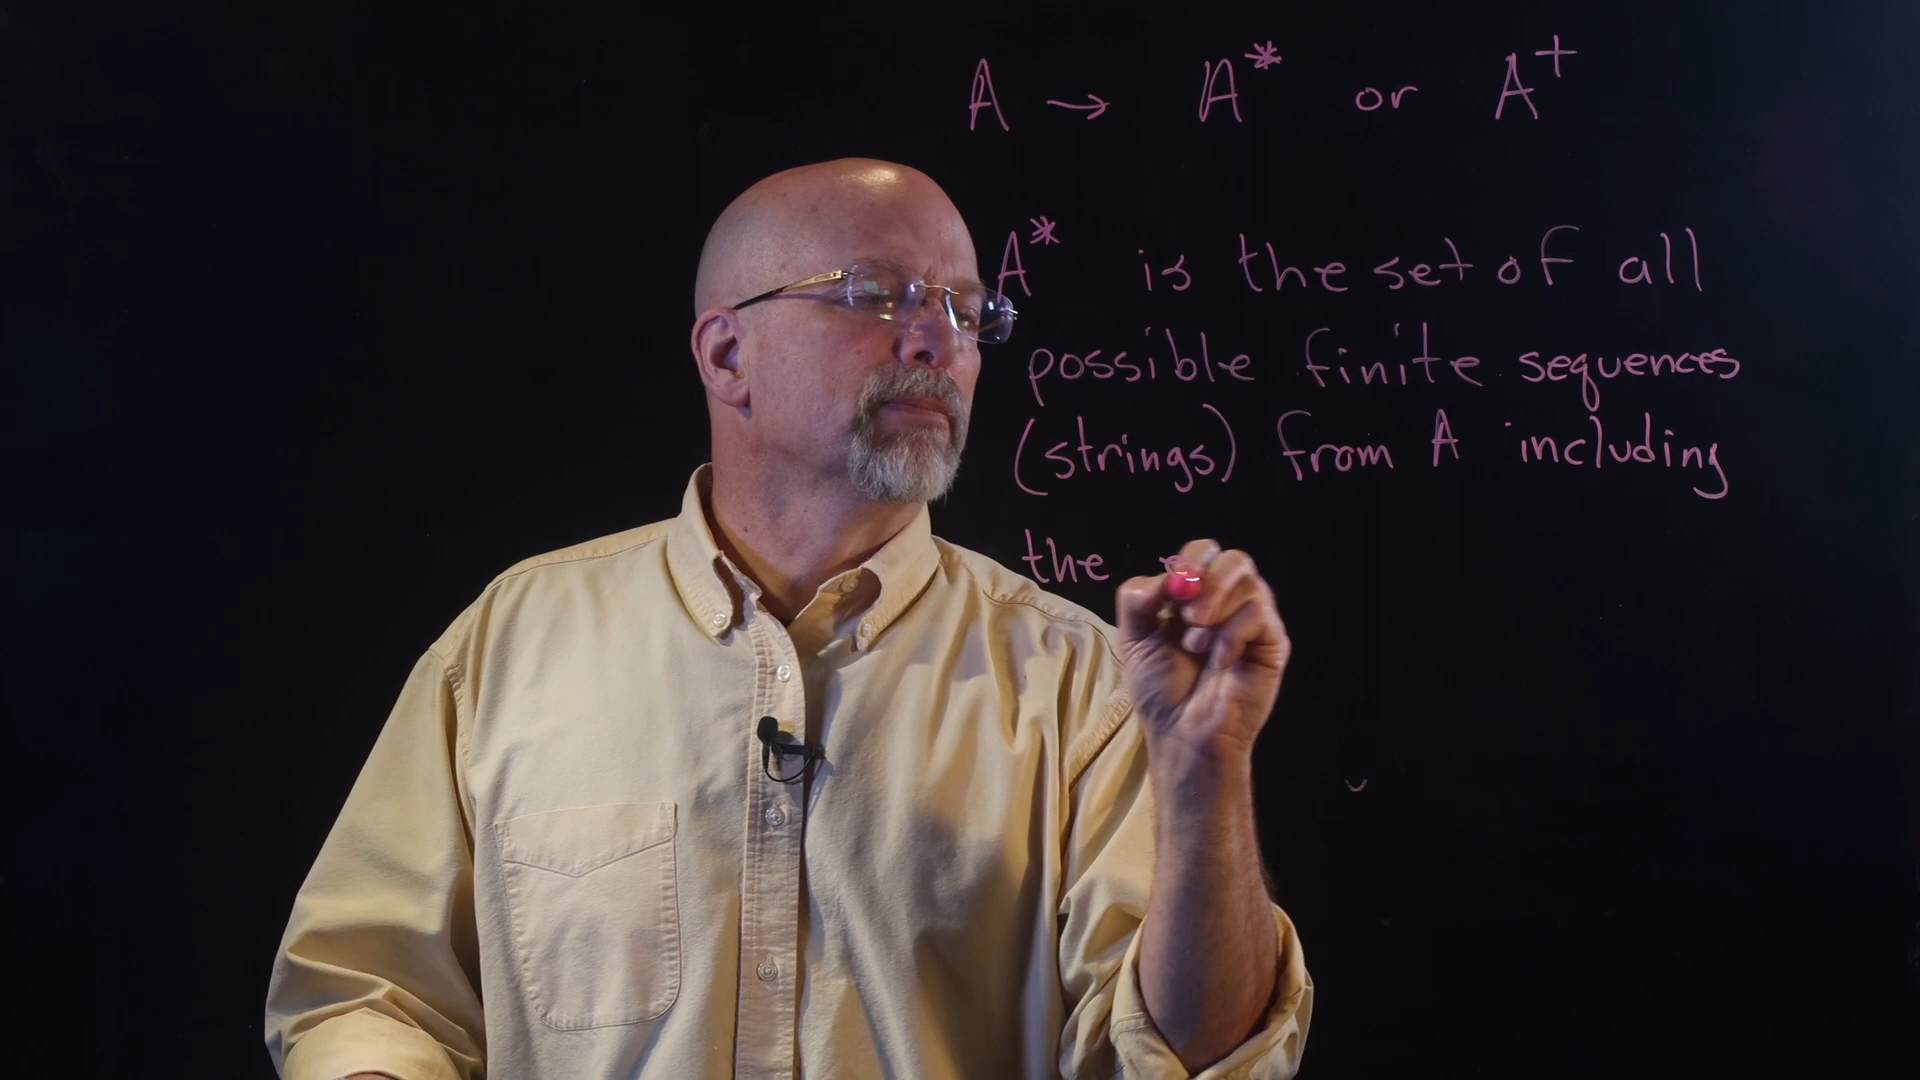 A → A* or A⁺
A* is the set of all
possible finite sequences
(strings) from A including
the